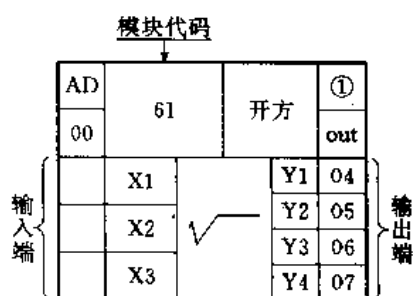 模块代码
AD 61 开方 ①
00 out
X1 Y1 04
X2 Y2 05
X3 Y3 06
Y4 07
输入端
输出端